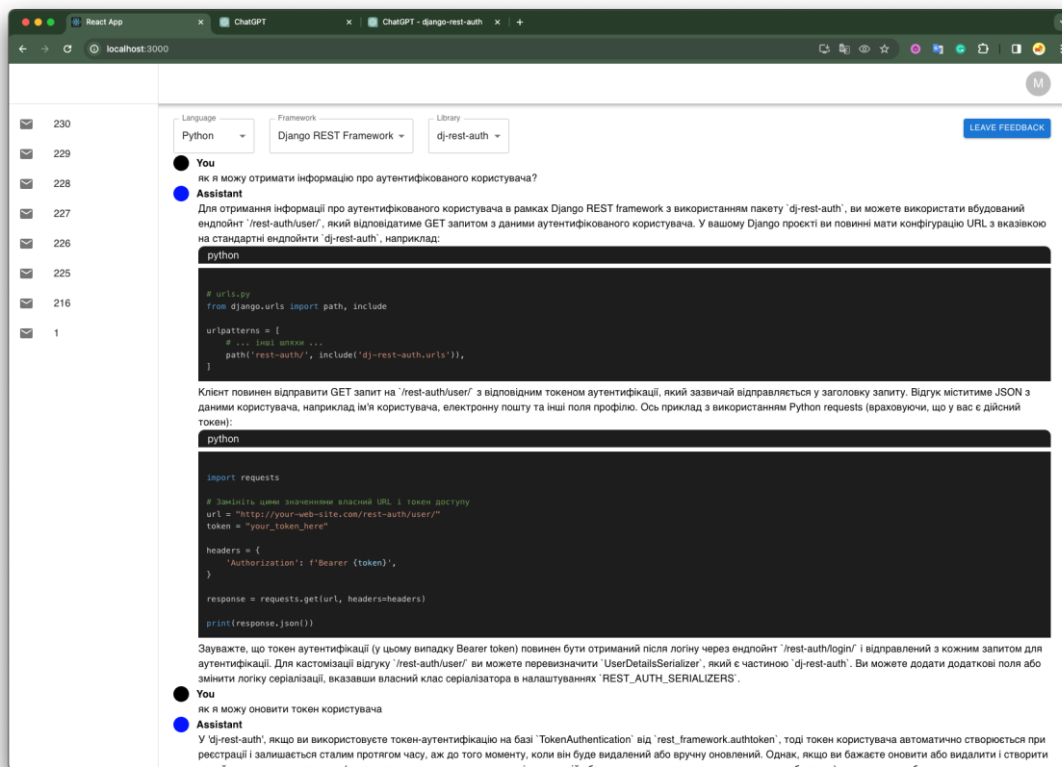 React App
ChatGPT
ChatGPT - django-rest-auth
localhost:3000
M
230
229
228
227
226
225
216
1
Language
Python
Framework
Django REST Framework
Library
dj-rest-auth
LEAVE FEEDBACK
You
як я можу отримати інформацію про аутентифікованого користувача?
Assistant
Для отримання інформації про аутентифікованого користувача в рамках Django REST framework з використанням пакету `dj-rest-auth`, ви можете використати вбудований
ендпойнт `/rest-auth/user/`, який відповідатиме GET запитом з даними аутентифікованого користувача. У вашому Django проєкті ви повинні мати конфігурацію URL з вказівкою
на стандартні ендпойнти `dj-rest-auth`, наприклад:
python
# urls.py
from django.urls import path, include
urlpatterns = [
# ... інші шляхи ...
path('rest-auth/', include('dj-rest-auth.urls')),
]
Клієнт повинен відправити GET запит на `/rest-auth/user/` з відповідним токеном аутентифікації, який зазвичай відправляється у заголовку запиту. Відгук міститиме JSON з
даними користувача, наприклад ім'я користувача, електронну пошту та інші поля профілю. Ось приклад з використанням Python requests (враховуючи, що у вас є дійсний
токен):
python
import requests
# Замініть цими значеннями власний URL і токен доступу
url = "http://your-web-site.com/rest-auth/user/"
token = "your_token_here"
headers = {
'Authorization': f'Bearer {token}',
}
response = requests.get(url, headers=headers)
print(response.json())
Зауважте, що токен аутентифікації (у цьому випадку Bearer token) повинен бути отриманий після логіну через ендпойнт `/rest-auth/login/` і відправлений з кожним запитом для
аутентифікації. Для кастомізації відгуку `/rest-auth/user/` ви можете перевизначити `UserDetailsSerializer`, який є частиною `dj-rest-auth`. Ви можете додати додаткові поля або
змінити логіку серіалізації, вказавши власний клас серіалізатора в налаштуваннях `REST_AUTH_SERIALIZERS`.
You
як я можу оновити токен користувача
Assistant
У 'dj-rest-auth', якщо ви використовуєте токен-аутентифікацію на базі `TokenAuthentication` від `rest_framework.authtoken`, тоді токен користувача автоматично створюється при
реєстрації і залишається сталим протягом часу, аж до того моменту, коли він буде видалений або вручну оновлений. Однак, якщо ви бажаєте оновити або видалити і створити